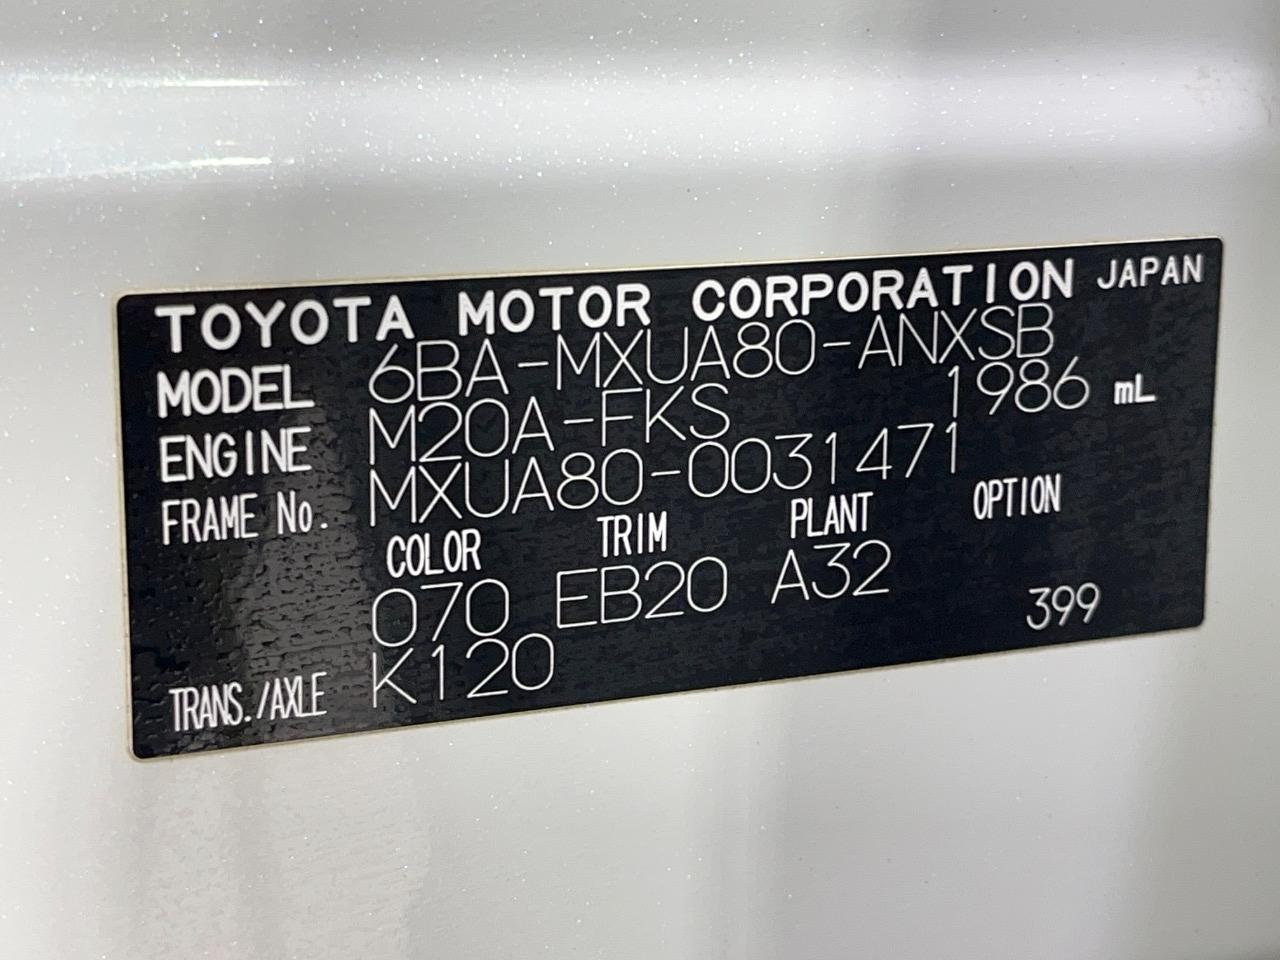 TOYOTA MOTOR CORPORATION JAPAN
MODEL 6BA-MXUA80-ANXSB
ENGINE M20A-FKS 1986 mL
FRAME No. MXUA80-0031471
COLOR TRIM PLANT OPTION
070 EB20 A32
TRANS./AXLE K120 399